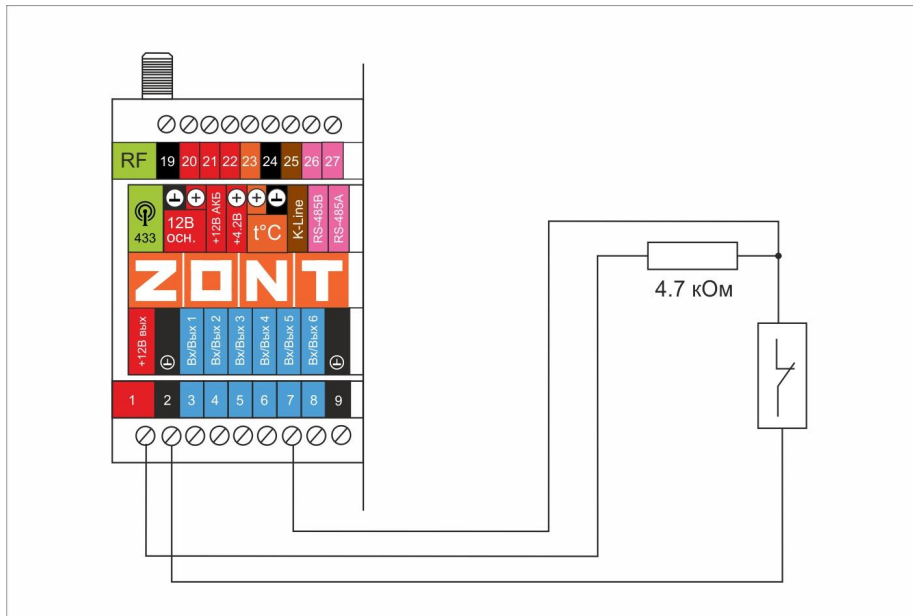 RF 19 20 21 22 23 24 25 26 27
433
12В
осн.
+12В АКБ
+4.2В
t°C
K-Line
RS-485B
RS-485A
ZONT
+12В вых
Вх/Вых 1
Вх/Вых 2
Вх/Вых 3
Вх/Вых 4
Вх/Вых 5
Вх/Вых 6
1 2 3 4 5 6 7 8 9
4.7 кОм